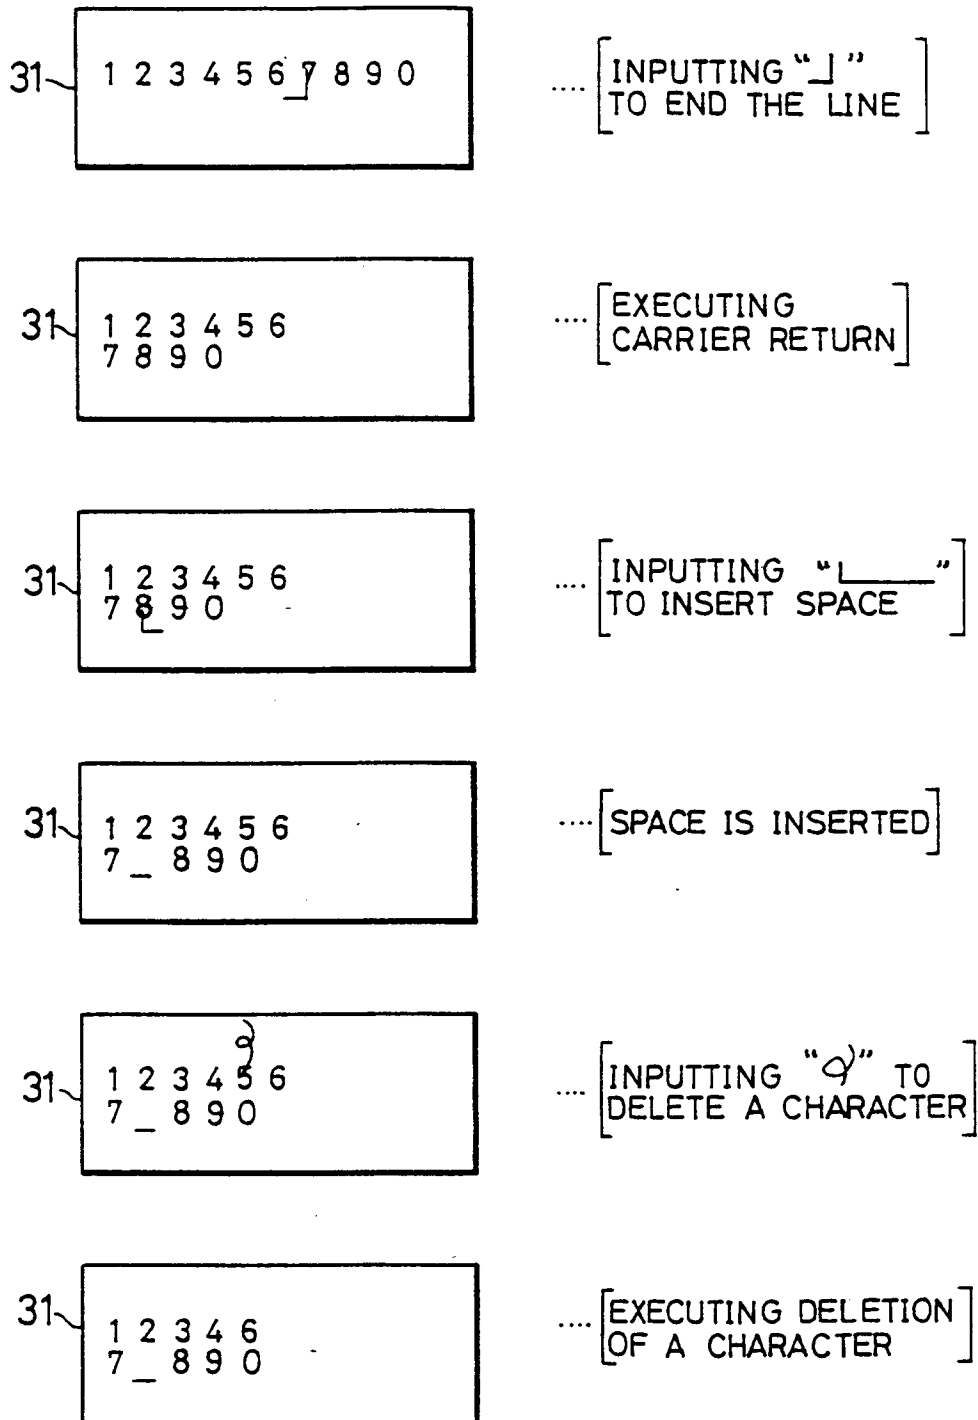 31 1 2 3 4 5 6 7 8 9 0 .... [INPUTTING "⏌"
TO END THE LINE]
31 1 2 3 4 5 6
7 8 9 0
.... [EXECUTING
CARRIER RETURN]
31 1 2 3 4 5 6
7 8 9 0
.... [INPUTTING "⎿"
TO INSERT SPACE]
31 1 2 3 4 5 6
7 _ 8 9 0
.... [SPACE IS INSERTED]
31 1 2 3 4 5 6
7 _ 8 9 0
.... [INPUTTING " " TO
DELETE A CHARACTER]
31 1 2 3 4 6
7 _ 8 9 0
.... [EXECUTING DELETION
OF A CHARACTER]